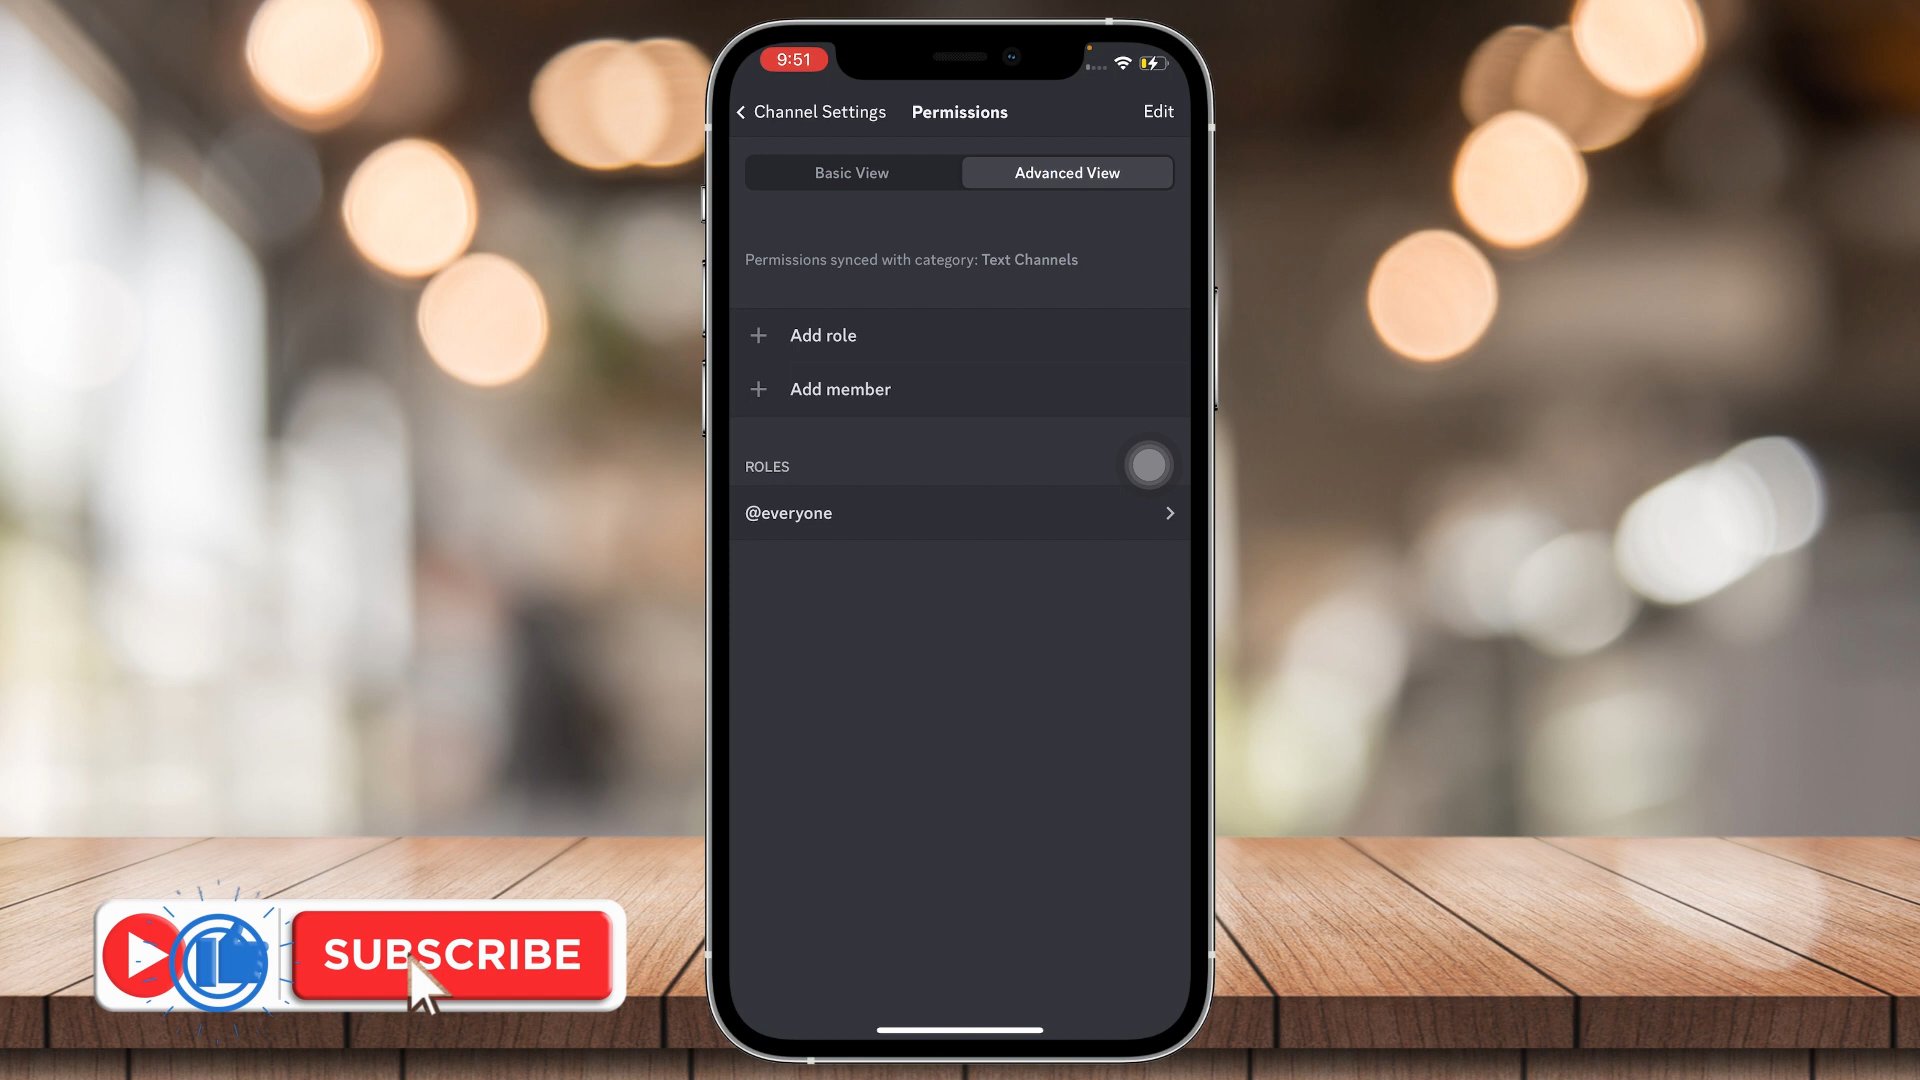 9:51
Channel Settings Permissions Edit
Basic View Advanced View
Permissions synced with category: Text Channels
Add role
Add member
ROLES
@everyone
SUBSCRIBE